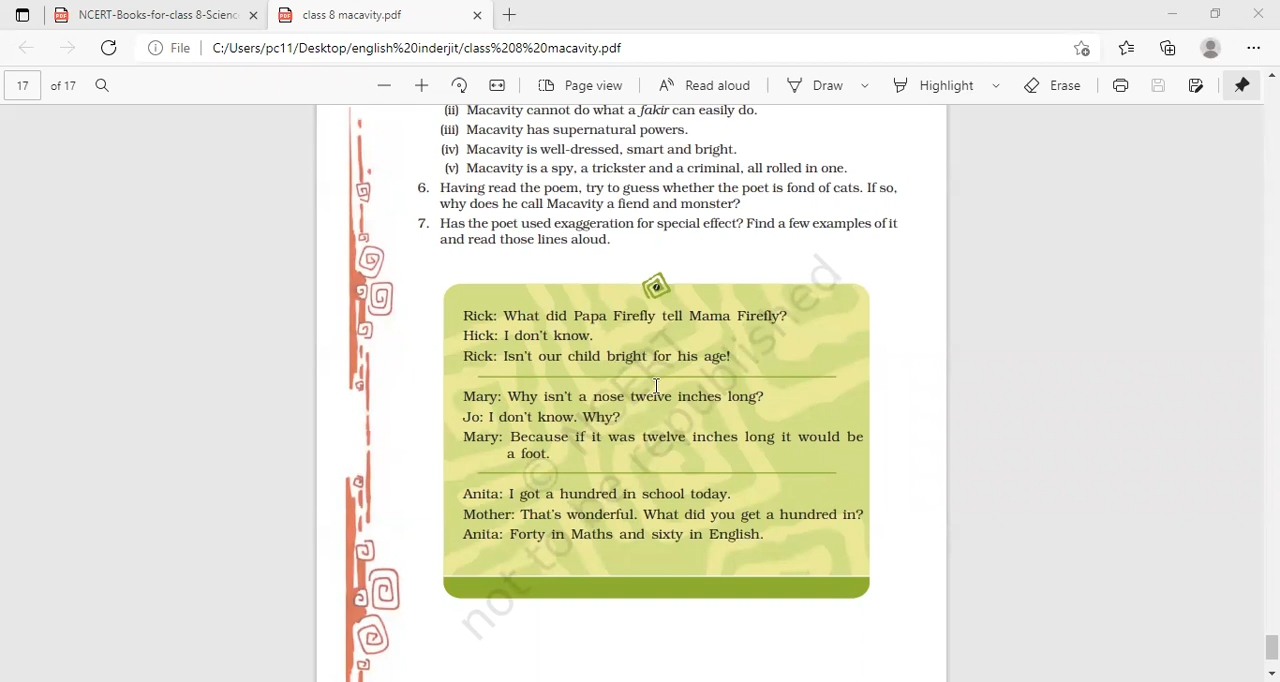 NCERT-Books-for-class 8-Science
class 8 macavity.pdf
File
C:/Users/pc11/Desktop/english%20inderjit/class%208%20macavity.pdf
17 of 17
Page view
Read aloud
Draw
Highlight
Erase
(ii) Macavity cannot do what a fakir can easily do.
(iii) Macavity has supernatural powers.
(iv) Macavity is well-dressed, smart and bright.
(v) Macavity is a spy, a trickster and a criminal, all rolled in one.
6. Having read the poem, try to guess whether the poet is fond of cats. If so,
why does he call Macavity a fiend and monster?
7. Has the poet used exaggeration for special effect? Find a few examples of it
and read those lines aloud.
Rick: What did Papa Firefly tell Mama Firefly?
Hick: I don't know.
Rick: Isn't our child bright for his age!
Mary: Why isn't a nose twelve inches long?
Jo: I don't know. Why?
Mary: Because if it was twelve inches long it would be
a foot.
Anita: I got a hundred in school today.
Mother: That's wonderful. What did you get a hundred in?
Anita: Forty in Maths and sixty in English.
© NCERT
not to be republished